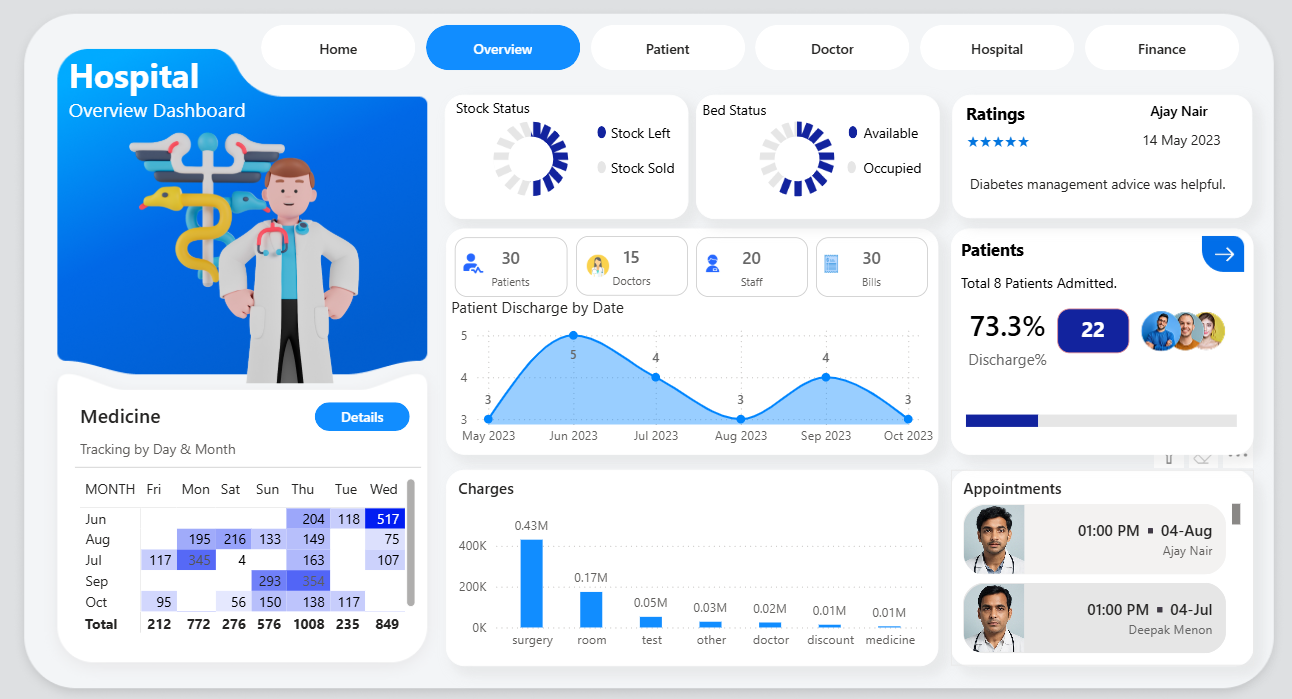 Home
Overview
Patient
Doctor
Hospital
Finance
Hospital
Overview Dashboard
Stock Status
Stock Left
Stock Sold
Bed Status
Available
Occupied
Ratings
Ajay Nair
★★★★★
14 May 2023
Diabetes management advice was helpful.
30
Patients
15
Doctors
20
Staff
30
Bills
Patient Discharge by Date
5
4
3
3
5
4
3
4
3
May 2023 Jun 2023 Jul 2023 Aug 2023 Sep 2023 Oct 2023
Patients
Total 8 Patients Admitted.
73.3%
22
Discharge%
Medicine
Details
Tracking by Day & Month
MONTH Fri Mon Sat Sun Thu Tue Wed
Jun 204 118 517
Aug 195 216 133 149 75
Jul 117 345 4 163 107
Sep 293 354
Oct 95 56 150 138 117
Total 212 772 276 576 1008 235 849
Charges
400K
200K
0K
0.43M
0.17M
0.05M
0.03M
0.02M
0.01M
0.01M
surgery room test other doctor discount medicine
Appointments
01:00 PM ▪ 04-Aug
Ajay Nair
01:00 PM ▪ 04-Jul
Deepak Menon